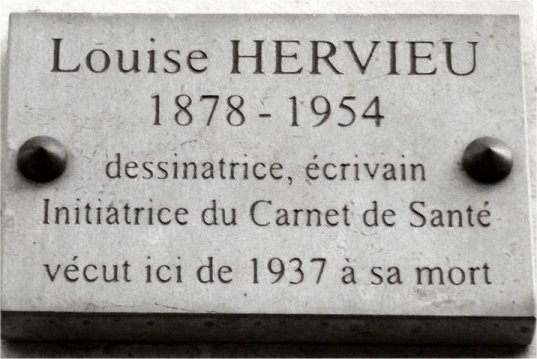 Louise HERVIEU
1878 - 1954
dessinatrice, écrivain
Initiatrice du Carnet de Santé
vécut ici de 1937 à sa mort